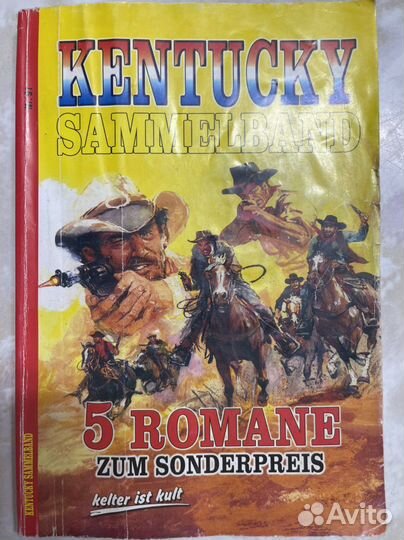 KENTUCKY
SAMMELBAND
5 ROMANE
ZUM SONDERPREIS
kelter ist kult
KENTUCKY SAMMELBAND
Avito